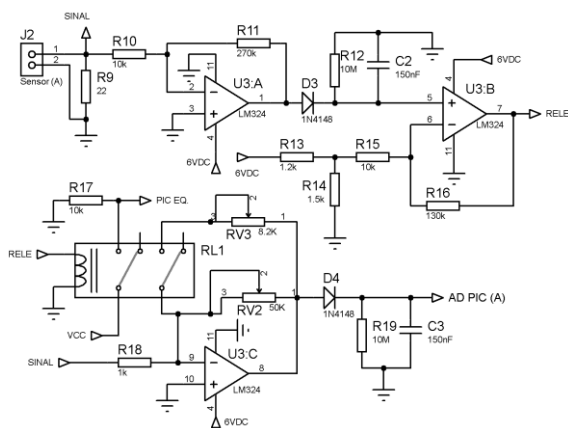 SINAL
J2
1
2
Sensor (A)
R9
22
R10
10k
R11
270k
11
2
3
U3:A
1
LM324
4
6VDC
D3
1N4148
R12
10M
C2
150nF
6VDC
4
U3:B
5
6
7
LM324
11
RELE
6VDC
R13
1.2k
R14
1.5k
R15
10k
R16
130k
R17
10k
PIC EQ.
RELE
RL1
VCC
3
2
1
RV3
8.2K
3
2
1
RV2
50K
SINAL
R18
1k
11
9
10
U3:C
8
LM324
4
6VDC
D4
1N4148
AD PIC (A)
R19
10M
C3
150nF